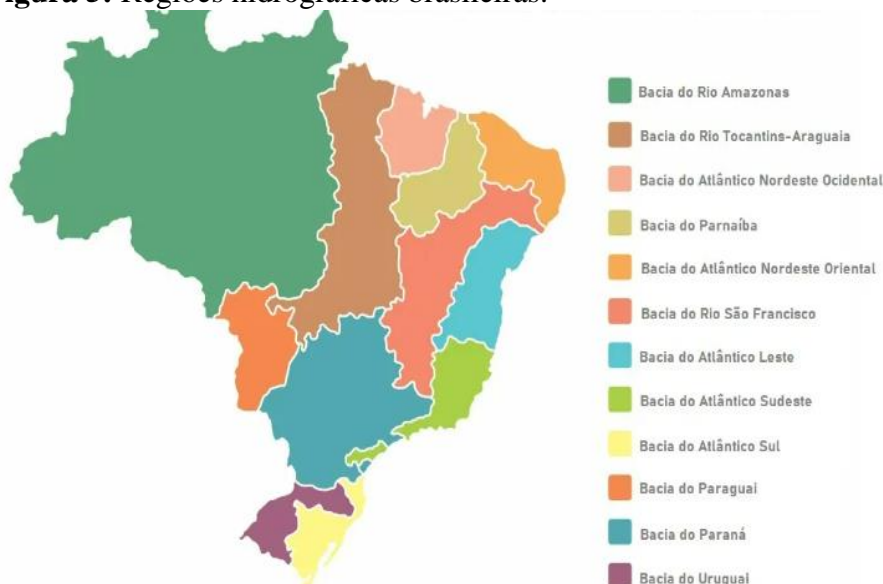 Figura 3: Regiões hidrográficas brasileiras.
Bacia do Rio Amazonas
Bacia do Rio Tocantins-Araguaia
Bacia do Atlântico Nordeste Ocidental
Bacia do Parnaíba
Bacia do Atlântico Nordeste Oriental
Bacia do Rio São Francisco
Bacia do Atlântico Leste
Bacia do Atlântico Sudeste
Bacia do Atlântico Sul
Bacia do Paraguai
Bacia do Paraná
Bacia do Uruguai